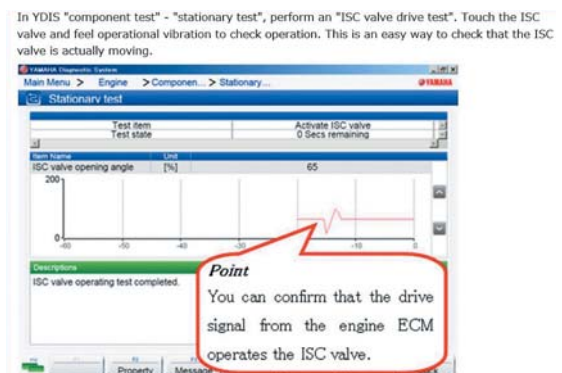 In YDIS "component test" - "stationary test", perform an "ISC valve drive test". Touch the ISC
valve and feel operational vibration to check operation. This is an easy way to check that the ISC
valve is actually moving.
YAMAHA Diagnostic System
Main Menu > Engine > Componen... > Stationary...
YAMAHA
Stationary test
Test item Activate ISC valve
Test state 0 Secs remaining
Item Name Unit
ISC valve opening angle [%] 65
200
0
-60 -50 -40 -30 -10 0
Descriptions
ISC valve operating test completed.
Point
You can confirm that the drive
signal from the engine ECM
operates the ISC valve.
Property Message